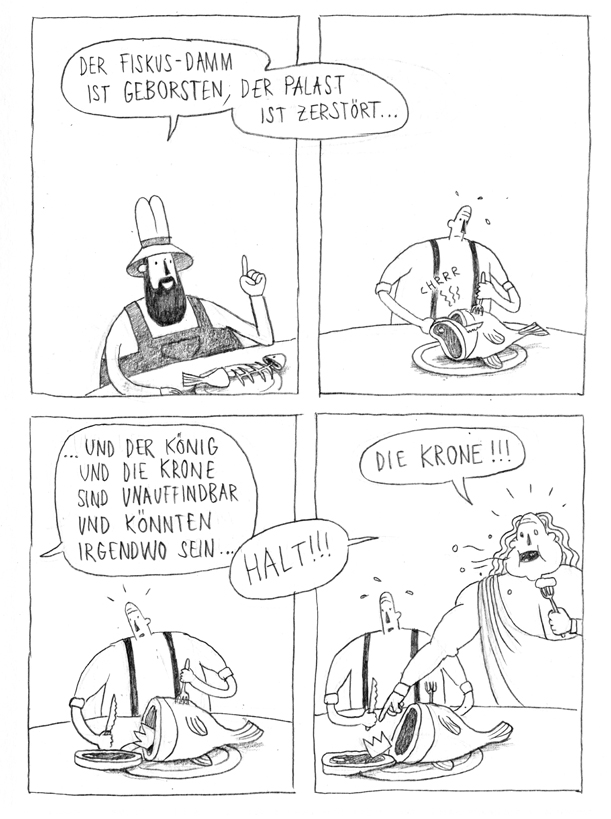 DER FISKUS-DAMM
IST GEBORSTEN,
DER PALAST
IST ZERSTÖRT...
CHRRR
...UND DER KÖNIG
UND DIE KRONE
SIND UNAUFFINDBAR
UND KÖNNTEN
IRGENDWO SEIN...
HALT!!!
DIE KRONE!!!